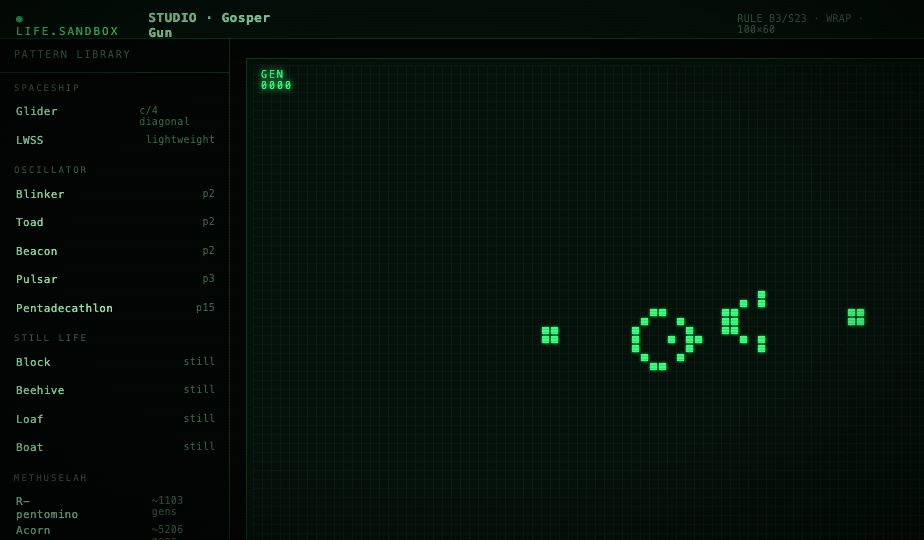 ● LIFE.SANDBOX
STUDIO · Gosper Gun
RULE B3/S23 · WRAP · 100×60
PATTERN LIBRARY
GEN 0000
SPACESHIP
Glider c/4 diagonal
LWSS lightweight
OSCILLATOR
Blinker p2
Toad p2
Beacon p2
Pulsar p3
Pentadecathlon p15
STILL LIFE
Block still
Beehive still
Loaf still
Boat still
METHUSELAH
R-pentomino ~1103 gens
Acorn ~5206